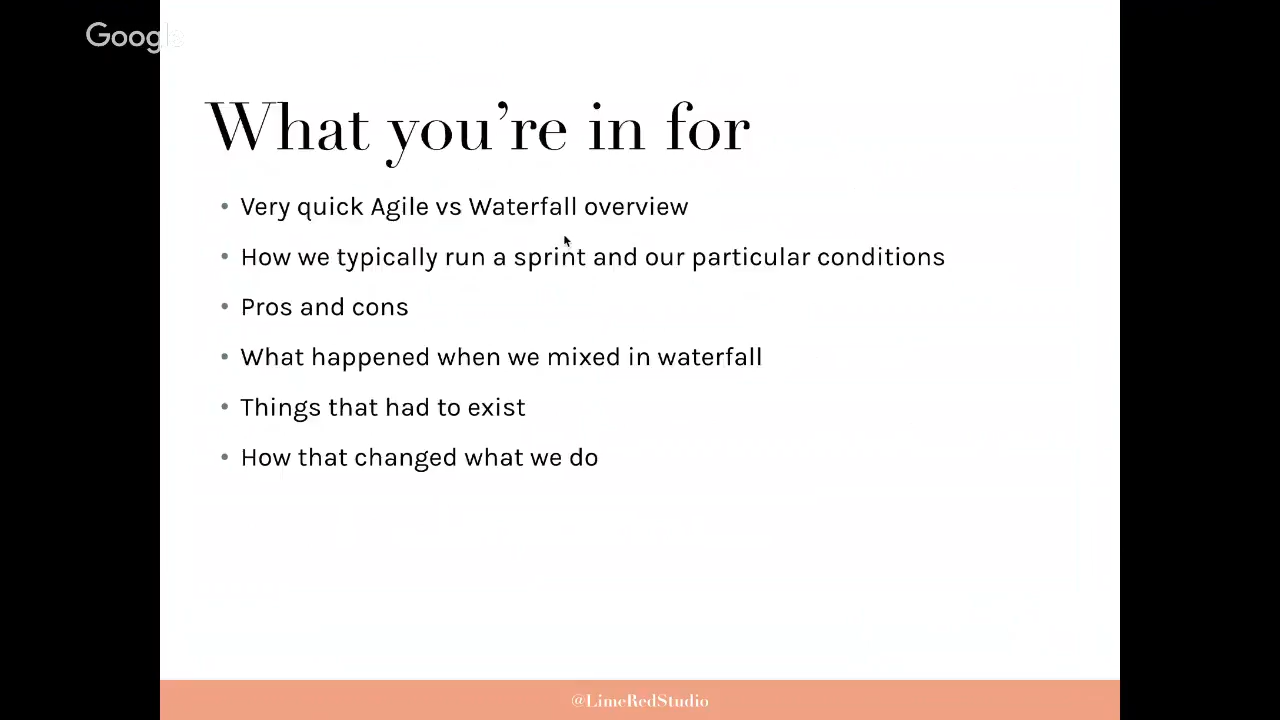 Google
What you're in for
• Very quick Agile vs Waterfall overview
• How we typically run a sprint and our particular conditions
• Pros and cons
• What happened when we mixed in waterfall
• Things that had to exist
• How that changed what we do
@LimeRedStudio